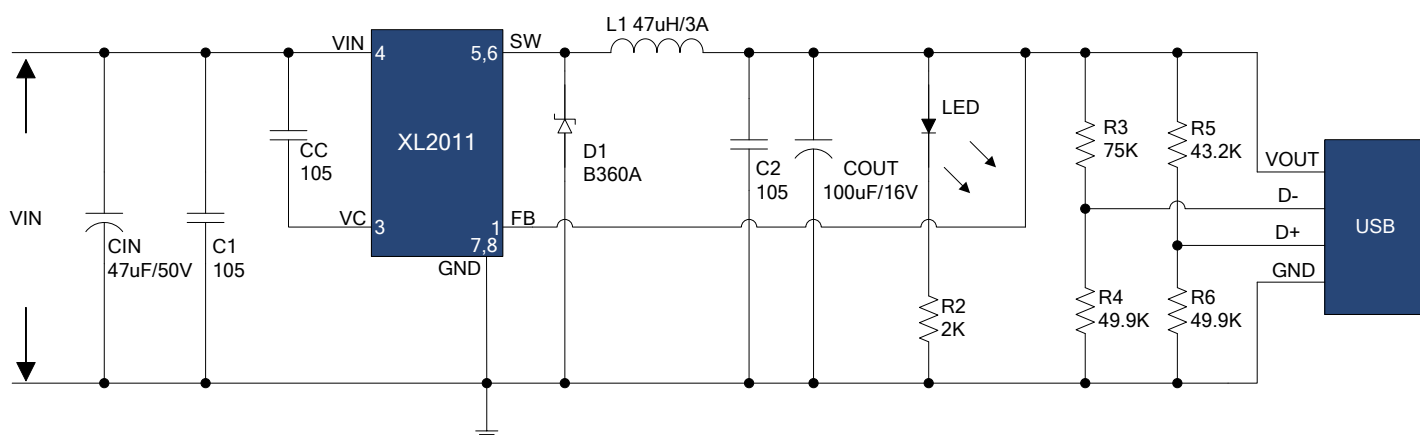 L1 47uH/3A
VIN
4
5,6
SW
LED
R3
75K
R5
43.2K
CC
105
XL2011
D1
B360A
C2
105
COUT
100uF/16V
VOUT
D-
VIN
VC
3
1
FB
D+
USB
CIN
47uF/50V
C1
105
7,8
GND
GND
R2
2K
R4
49.9K
R6
49.9K